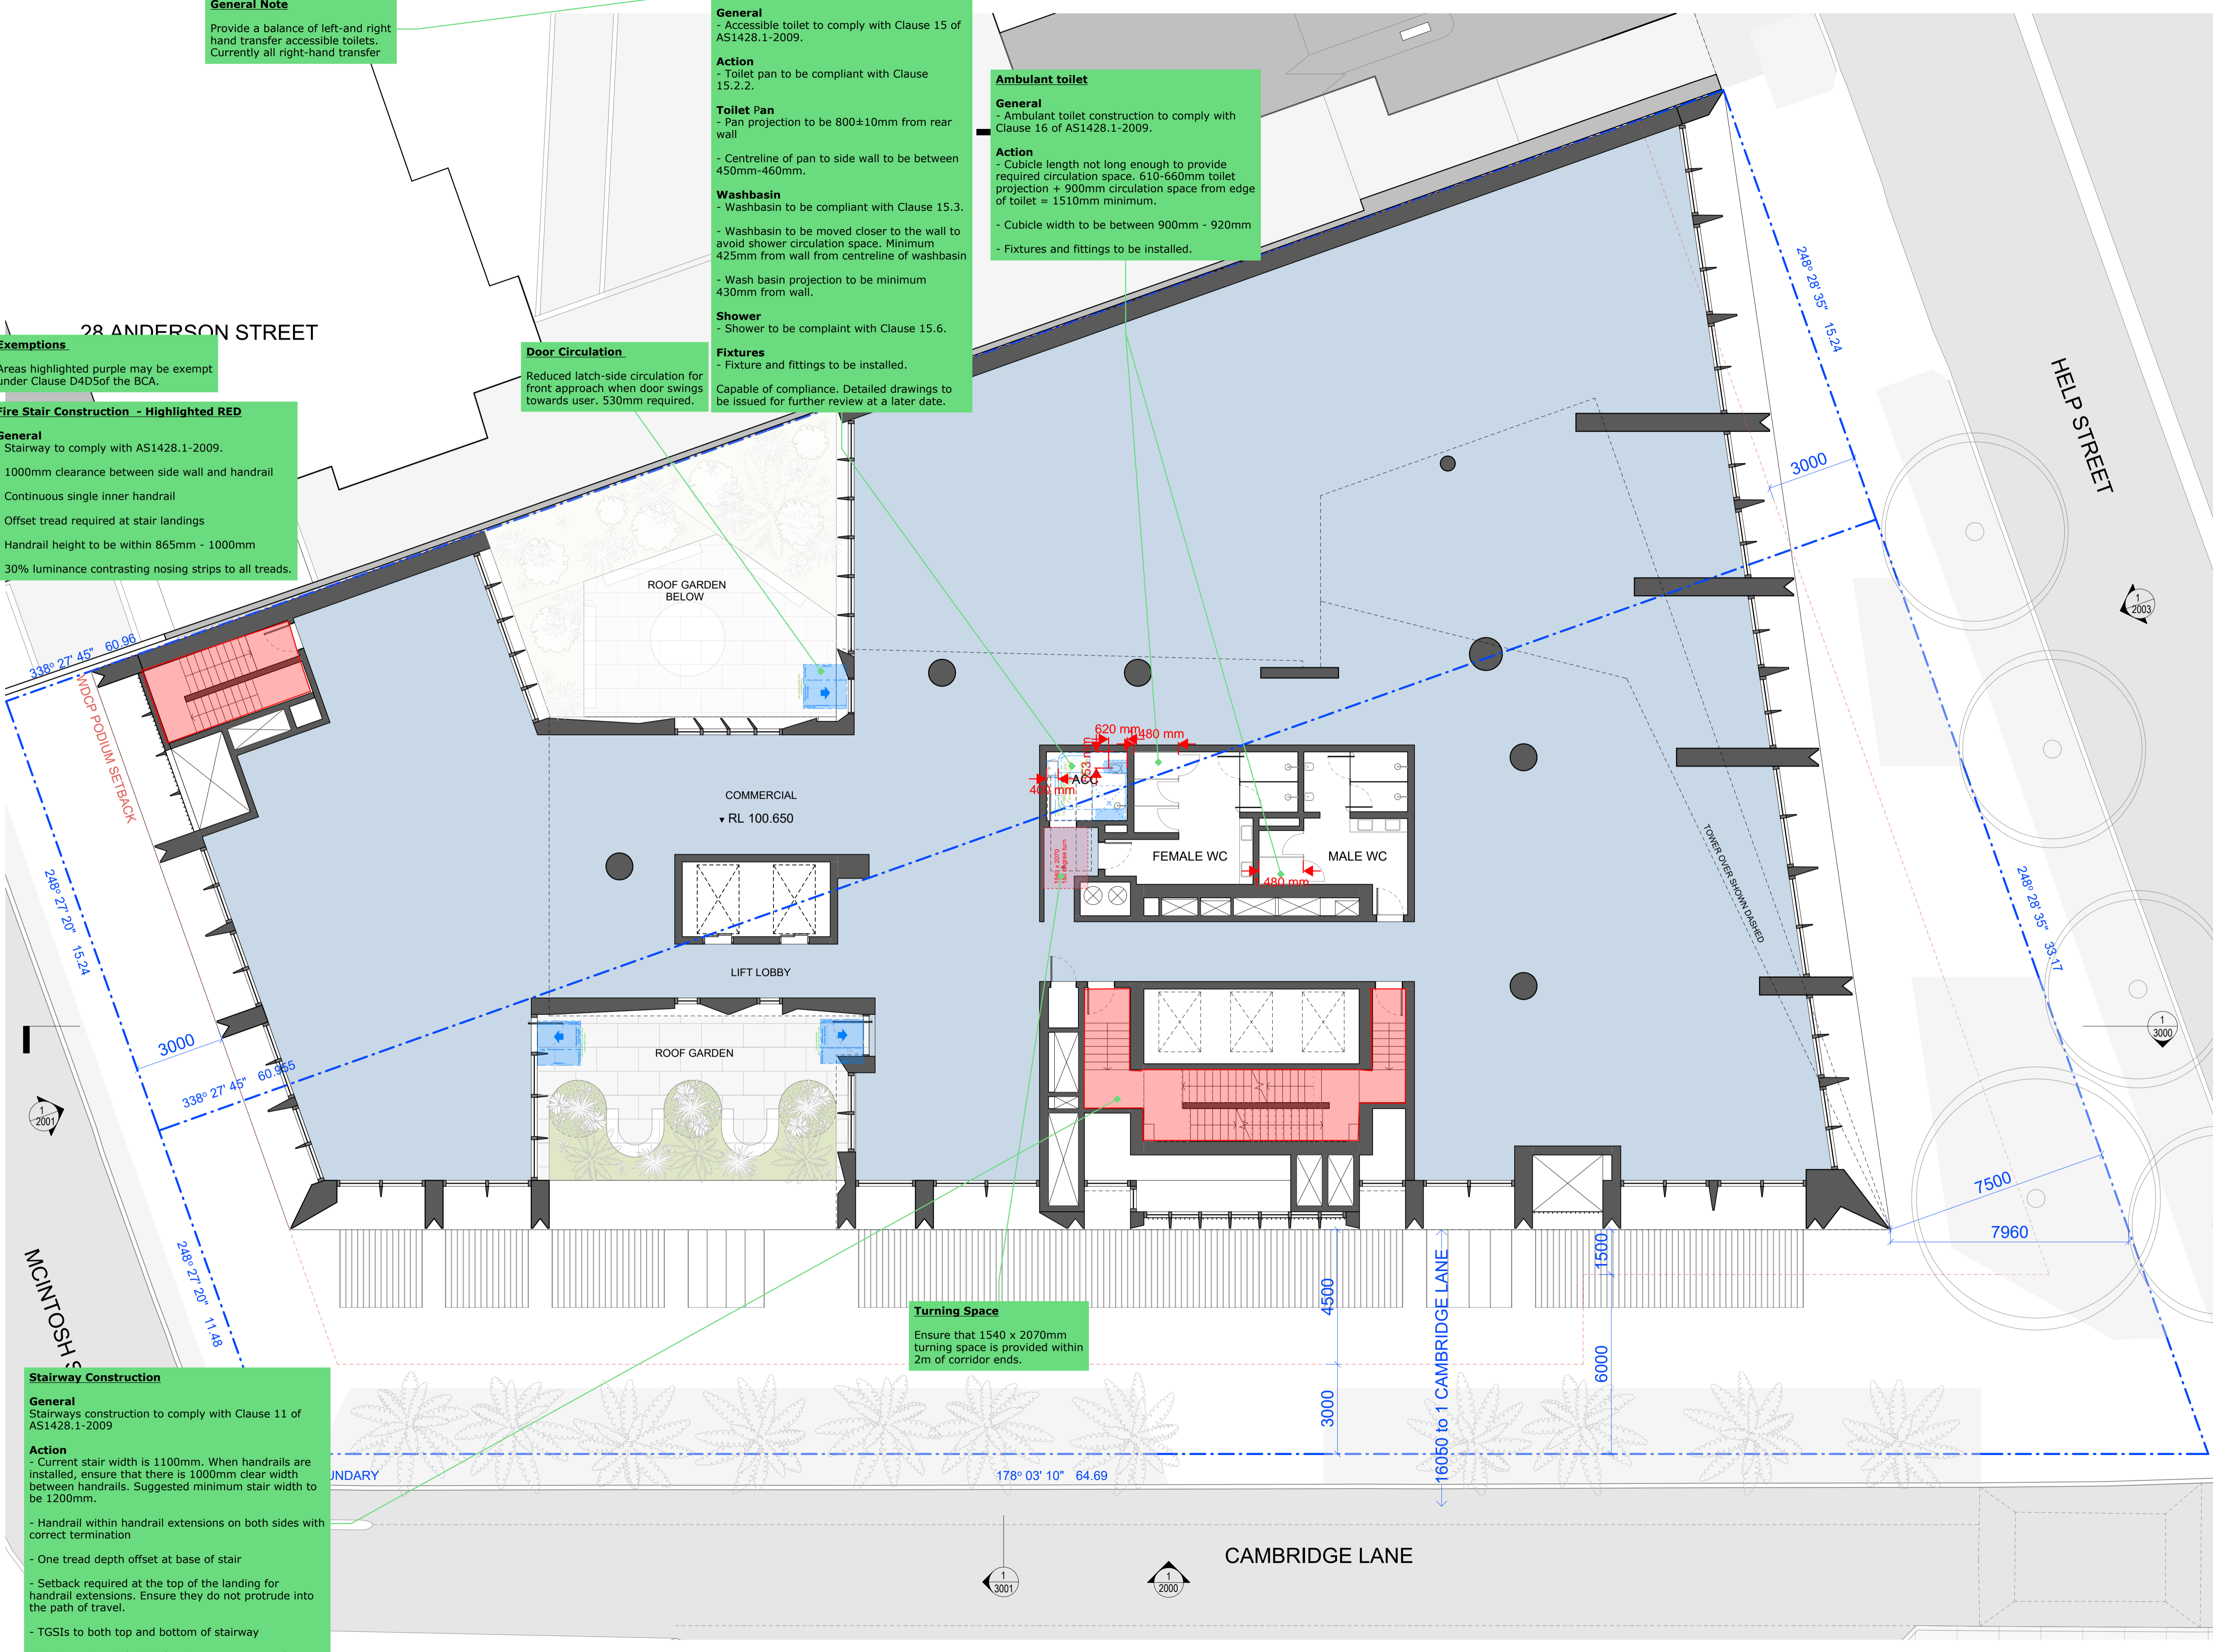 General Note
Provide a balance of left-and right
hand transfer accessible toilets.
Currently all right-hand transfer
General
- Accessible toilet to comply with Clause 15 of
AS1428.1-2009.
Action
- Toilet pan to be compliant with Clause
15.2.2.
Toilet Pan
- Pan projection to be 800±10mm from rear
wall
- Centreline of pan to side wall to be between
450mm-460mm.
Washbasin
- Washbasin to be compliant with Clause 15.3.
- Washbasin to be moved closer to the wall to
avoid shower circulation space. Minimum
425mm from wall from centreline of washbasin
- Wash basin projection to be minimum
430mm from wall.
Shower
- Shower to be complaint with Clause 15.6.
Fixtures
- Fixture and fittings to be installed.
Capable of compliance. Detailed drawings to
be issued for further review at a later date.
Ambulant toilet
General
- Ambulant toilet construction to comply with
Clause 16 of AS1428.1-2009.
Action
- Cubicle length not long enough to provide
required circulation space. 610-660mm toilet
projection + 900mm circulation space from edge
of toilet = 1510mm minimum.
- Cubicle width to be between 900mm - 920mm
- Fixtures and fittings to be installed.
28 ANDERSON STREET
Exemptions
Areas highlighted purple may be exempt
under Clause D4D5of the BCA.
Door Circulation
Reduced latch-side circulation for
front approach when door swings
towards user. 530mm required.
Fire Stair Construction - Highlighted RED
General
Stairway to comply with AS1428.1-2009.
1000mm clearance between side wall and handrail
Continuous single inner handrail
Offset tread required at stair landings
Handrail height to be within 865mm - 1000mm
30% luminance contrasting nosing strips to all treads.
248° 28' 35" 15.24
HELP STREET
3000
ROOF GARDEN
BELOW
1
2003
338° 27' 45" 60.96
WDCP PODIUM SETBACK
620 mm
480 mm
ACC
400 mm
COMMERCIAL
RL 100.650
1540 x 2070
180 degree turn
FEMALE WC
MALE WC
480 mm
TOWER OVER SHOWN DASHED
248° 27' 20" 15.24
248° 28' 35" 33.17
LIFT LOBBY
3000
ROOF GARDEN
338° 27' 45" 60.955
1
3000
1
2001
7500
7960
248° 27' 20" 11.48
MCINTOSH S
1500
4500
16050 to 1 CAMBRIDGE LANE
6000
3000
Turning Space
Ensure that 1540 x 2070mm
turning space is provided within
2m of corridor ends.
Stairway Construction
General
Stairways construction to comply with Clause 11 of
AS1428.1-2009
Action
- Current stair width is 1100mm. When handrails are
installed, ensure that there is 1000mm clear width
between handrails. Suggested minimum stair width to
be 1200mm.
- Handrail within handrail extensions on both sides with
correct termination
- One tread depth offset at base of stair
- Setback required at the top of the landing for
handrail extensions. Ensure they do not protrude into
the path of travel.
- TGSIs to both top and bottom of stairway
UNDARY
178° 03' 10" 64.69
CAMBRIDGE LANE
1
3001
1
2000